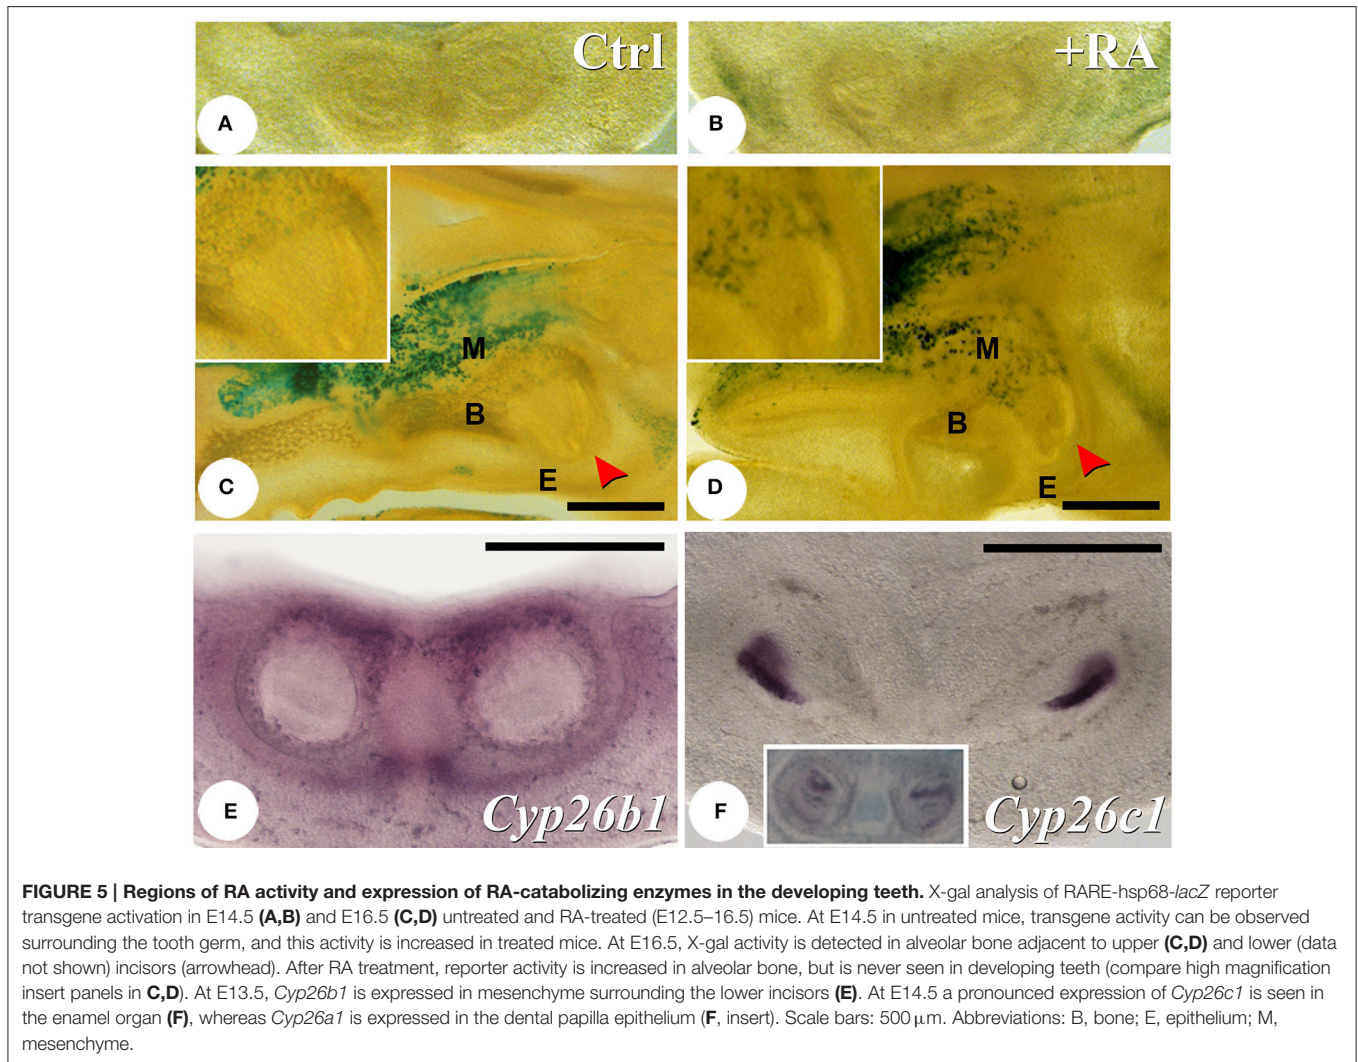 Ctrl
+RA
A
B
M
B
E
C
M
B
E
D
E
Cyp26b1
F
Cyp26c1
FIGURE 5 | Regions of RA activity and expression of RA-catabolizing enzymes in the developing teeth. X-gal analysis of RARE-hsp68-lacZ reporter
transgene activation in E14.5 (A,B) and E16.5 (C,D) untreated and RA-treated (E12.5–16.5) mice. At E14.5 in untreated mice, transgene activity can be observed
surrounding the tooth germ, and this activity is increased in treated mice. At E16.5, X-gal activity is detected in alveolar bone adjacent to upper (C,D) and lower (data
not shown) incisors (arrowhead). After RA treatment, reporter activity is increased in alveolar bone, but is never seen in developing teeth (compare high magnification
insert panels in C,D). At E13.5, Cyp26b1 is expressed in mesenchyme surrounding the lower incisors (E). At E14.5 a pronounced expression of Cyp26c1 is seen in
the enamel organ (F), whereas Cyp26a1 is expressed in the dental papilla epithelium (F, insert). Scale bars: 500 μm. Abbreviations: B, bone; E, epithelium; M,
mesenchyme.